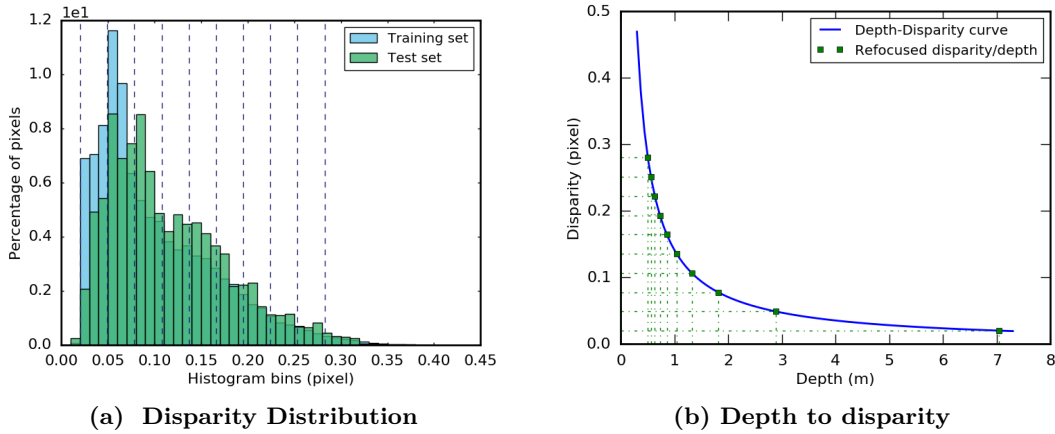 1e1
1.2
1.0
0.8
0.6
0.4
0.2
0.0
0.00 0.05 0.10 0.15 0.20 0.25 0.30 0.35 0.40 0.45
Percentage of pixels
Histogram bins (pixel)
Training set
Test set
(a) Disparity Distribution
0.5
0.4
0.3
0.2
0.1
0.0
0 1 2 3 4 5 6 7 8
Disparity (pixel)
Depth (m)
Depth-Disparity curve
Refocused disparity/depth
(b) Depth to disparity